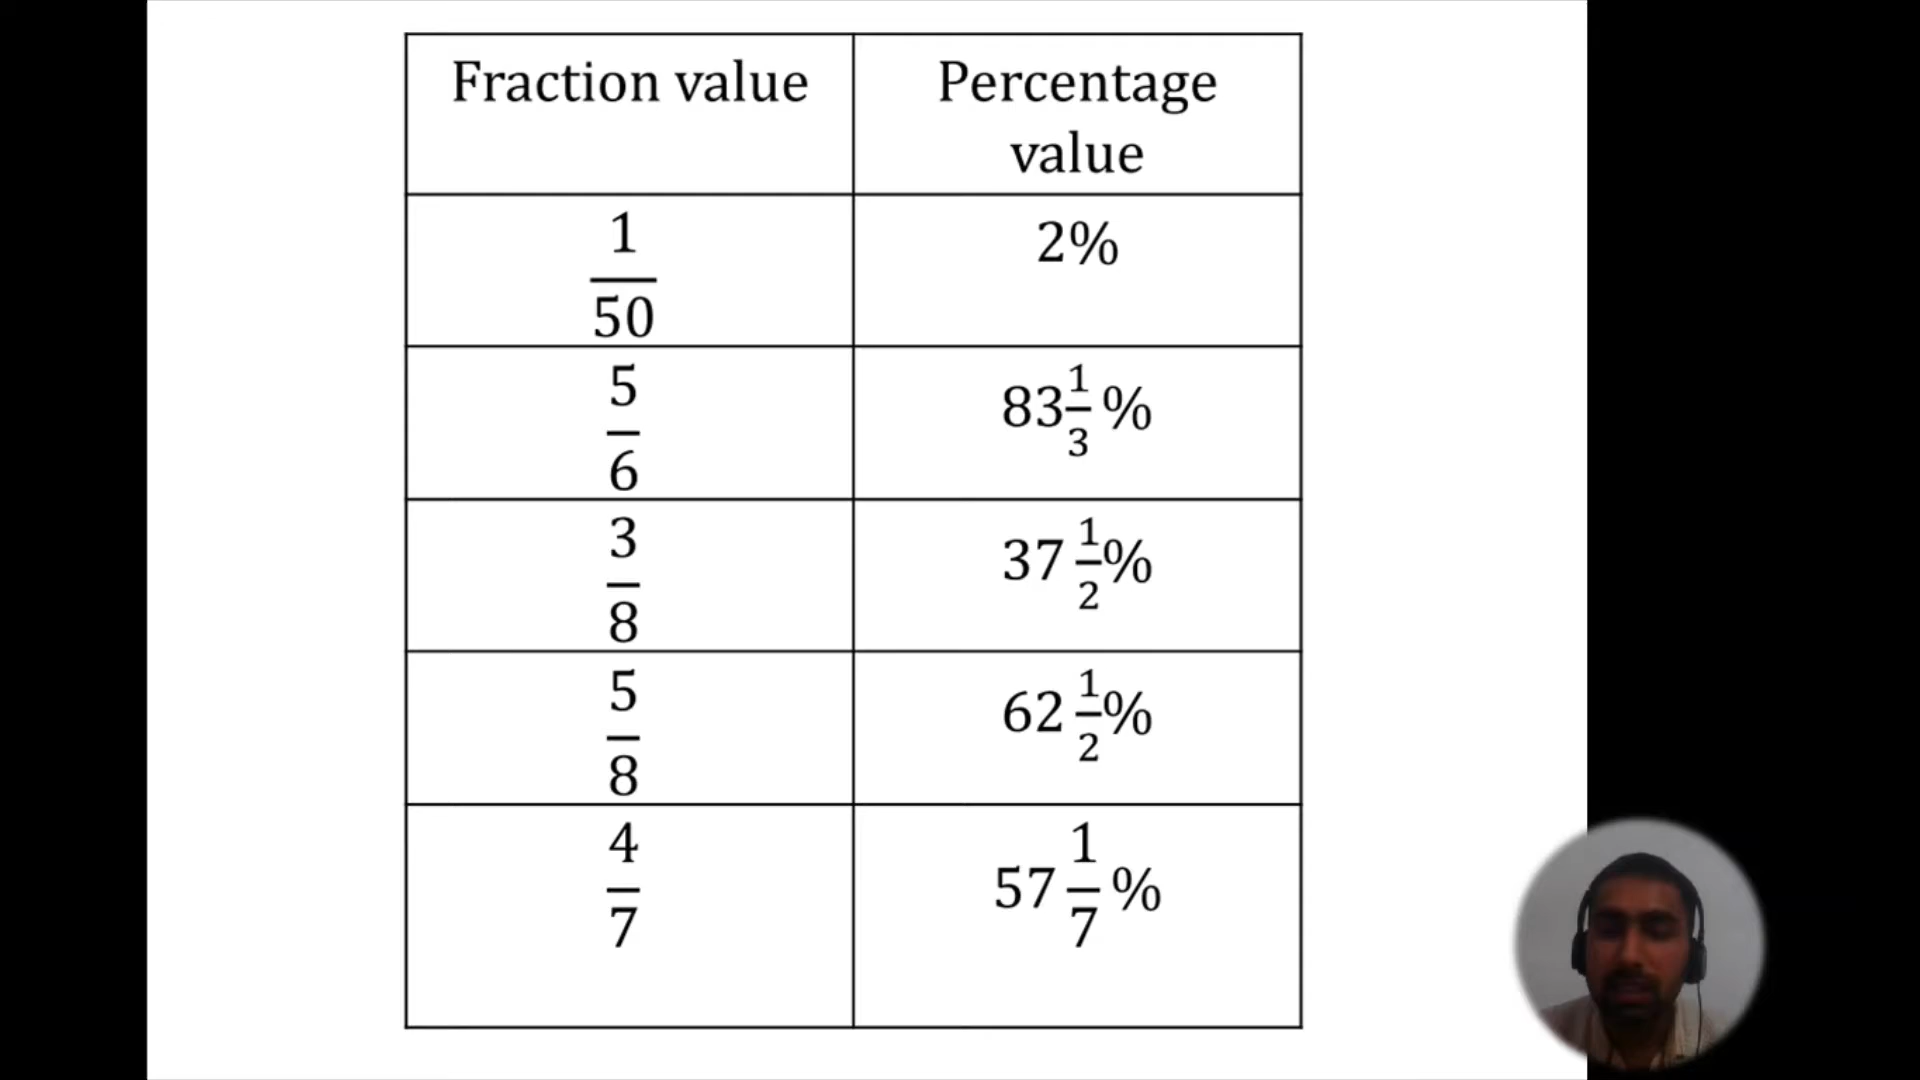 Fraction value
Percentage
value
1
50
2%
5
6
83 1/3 %
3
8
37 1/2 %
5
8
62 1/2 %
4
7
57 1/7 %